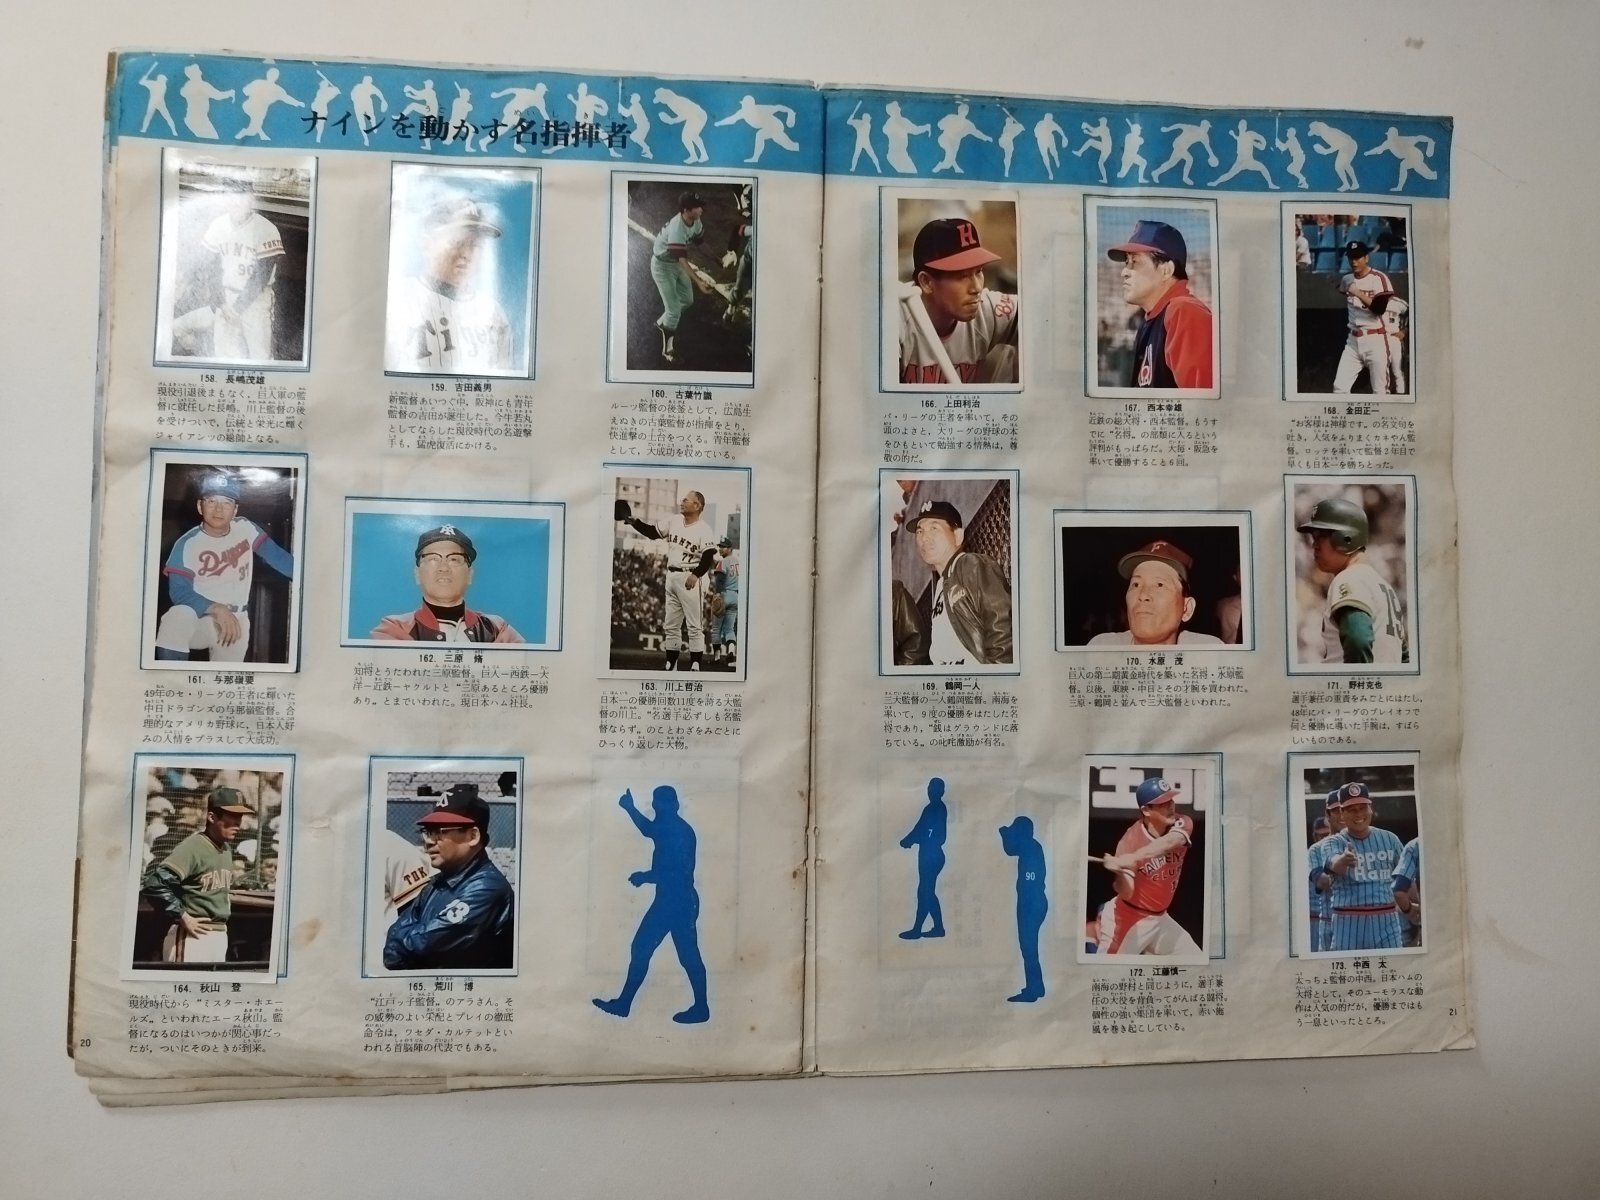 ナインを動かす名指揮者
158. 長嶋茂雄
現役引退後まもなく、巨人軍の監
督に就任した長嶋。川上監督の後
を受けついで、伝統と栄光に輝く
ジャイアンツの総帥となる。
159. 吉田義男
新監督あいつぐ中、阪神にも青年
監督の吉田が誕生した。今牛若丸
としてならした現役時代の名遊撃
手も、猛虎復活にかける。
160. 古葉竹識
ルーツ監督の後釜として、広島生
えぬきの古葉監督が指揮をとり、
快進撃の土台をつくる。青年監督
として、大成功を収めている。
161. 与那嶺要
49年のセ・リーグの王者に輝いた
中日ドラゴンズの与那嶺監督。合
理的なアメリカ野球に、日本人好
みの人情をプラスして大成功。
162. 三原 脩
知将とうたわれた三原監督。巨人−西鉄−大
洋−近鉄−ヤクルトと“三原あるところ優勝
あり〟とまでいわれた。現日本ハム社長。
163. 川上哲治
日本一の優勝回数11度を誇る大監
督の川上。“名選手必ずしも名監
督ならず〟のことわざをみごとに
ひっくり返した大物。
164. 秋山 登
現役時代から“ミスター・ホエー
ルズ〟といわれたエース秋山。監
督になるのはいつかが関心事だっ
たが、ついにそのときが到来。
165. 荒川 博
“江戸ッ子監督〟のアラさん。そ
の威勢のよい采配とプレイの徹底
命令は、ワセダ・カルテットとい
われる首脳陣の代表でもある。
20
166. 上田利治
パ・リーグの王者を率いて、その
頭のよさと、大リーグの野球の本
をひもといて勉強する情熱は、尊
敬の的だ。
167. 西本幸雄
近鉄の総大将・西本監督。もうす
でに“名将〟の部類に入るという
評判がもっぱらだ。大毎・阪急を
率いて優勝すること6回。
168. 金田正一
“お客様は神様です〟の名文句を
吐き、人気をふりまくカネやん監
督。ロッテを率いて監督2年目で
早くも日本一を勝ちとった。
169. 鶴岡一人
三大監督の一人鶴岡監督。南海を
率いて、9度の優勝をはたした名
将であり、“銭はグラウンドに落
ちている〟の叱咤激励が有名。
170. 水原 茂
巨人の第二期黄金時代を築いた名将・水原監
督。以後、東映・中日とその才腕を買われた。
三原・鶴岡と並んで三大監督といわれた。
171. 野村克也
選手兼任の重責をみごとにはたし、
48年にパ・リーグのプレイオフで
何と優勝に導いた手腕は、すばら
しいものである。
7
90
172. 江藤慎一
南海の野村と同じように、選手兼
任の大役を背負ってがんばる闘将。
個性の強い集団を率いて、赤い施
風を巻き起こしている。
173. 中西 太
太っちょ監督の中西。日本ハムの
大将として、そのユーモラスな動
作は人気の的だが、優勝まではも
う一息といったところ。
21